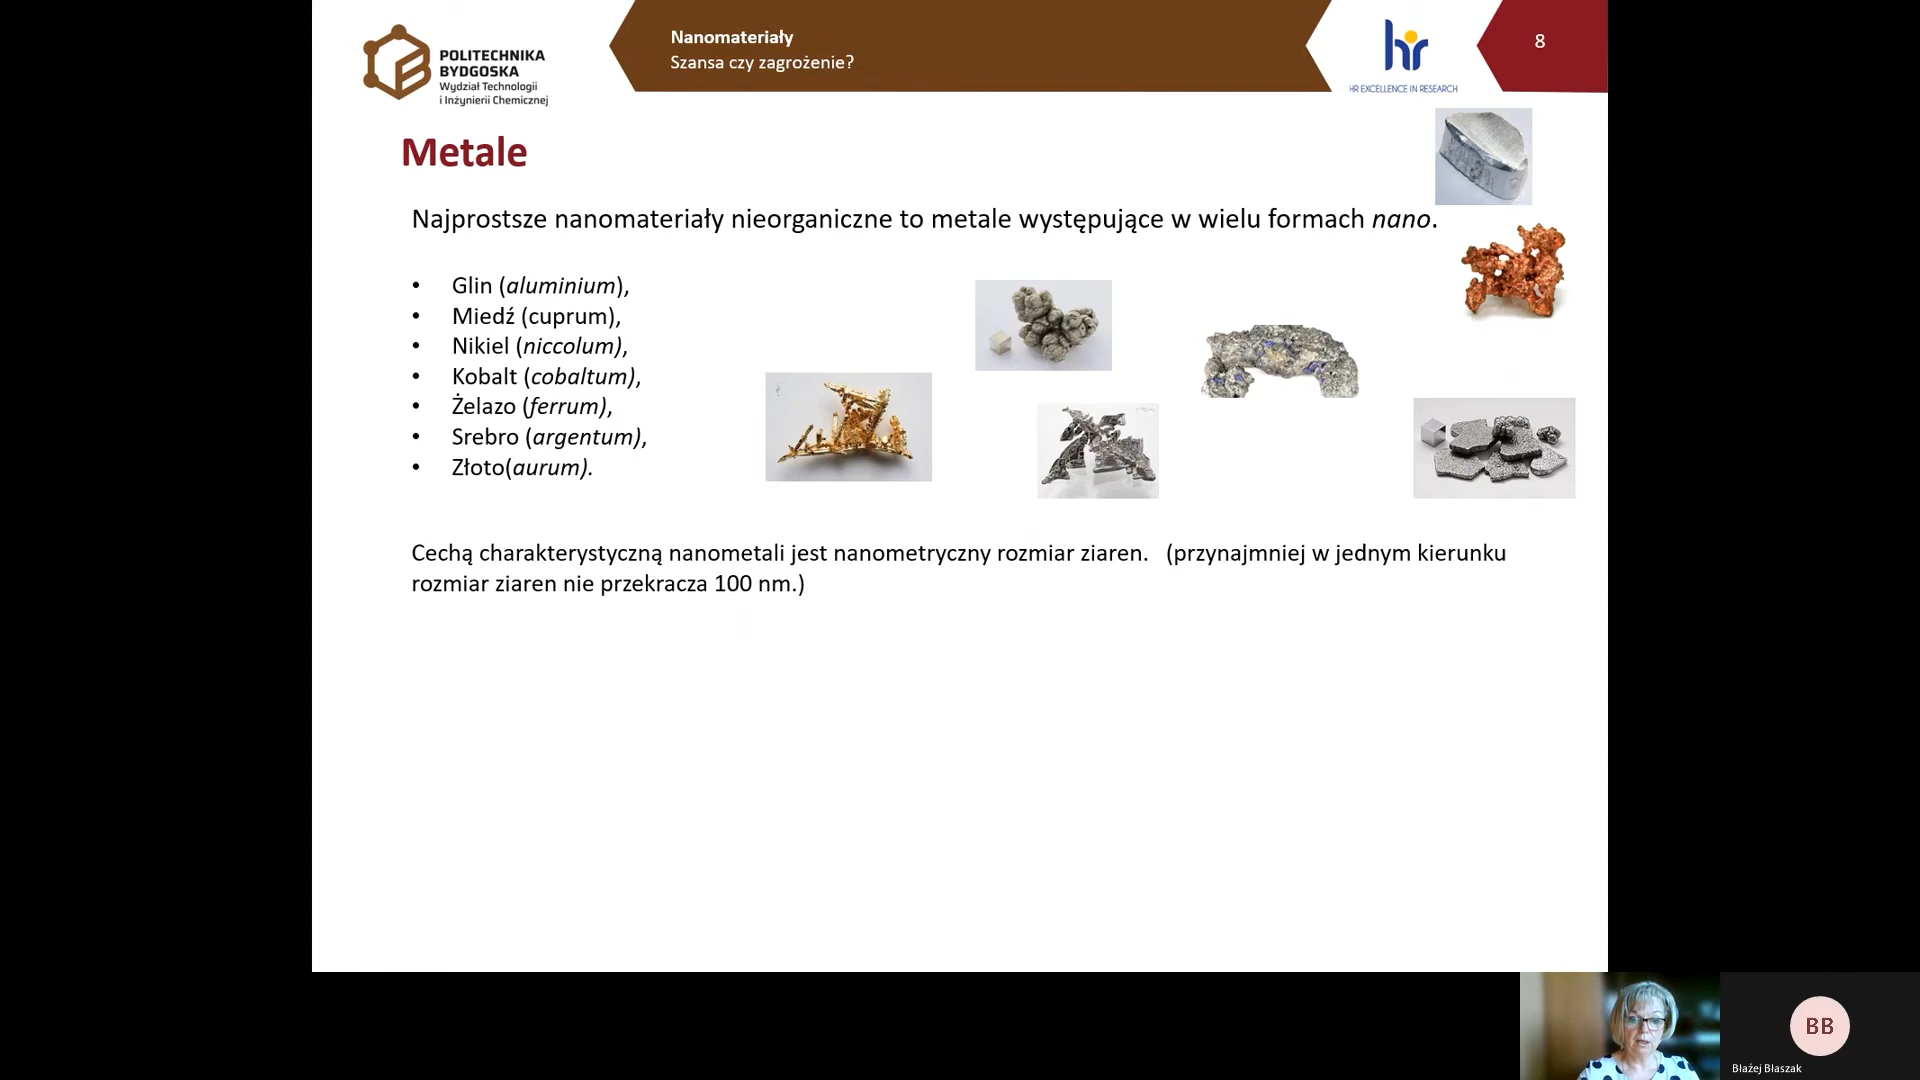 POLITECHNIKA
BYDGOSKA
Wydział Technologii
i Inżynierii Chemicznej
Nanomateriały
Szansa czy zagrożenie?
hr
HR EXCELLENCE IN RESEARCH
8
Metale
Najprostsze nanomateriały nieorganiczne to metale występujące w wielu formach nano.
• Glin (aluminium),
• Miedź (cuprum),
• Nikiel (niccolum),
• Kobalt (cobaltum),
• Żelazo (ferrum),
• Srebro (argentum),
• Złoto(aurum).
Cechą charakterystyczną nanometali jest nanometryczny rozmiar ziaren. (przynajmniej w jednym kierunku
rozmiar ziaren nie przekracza 100 nm.)
BB
Błażej Błaszak